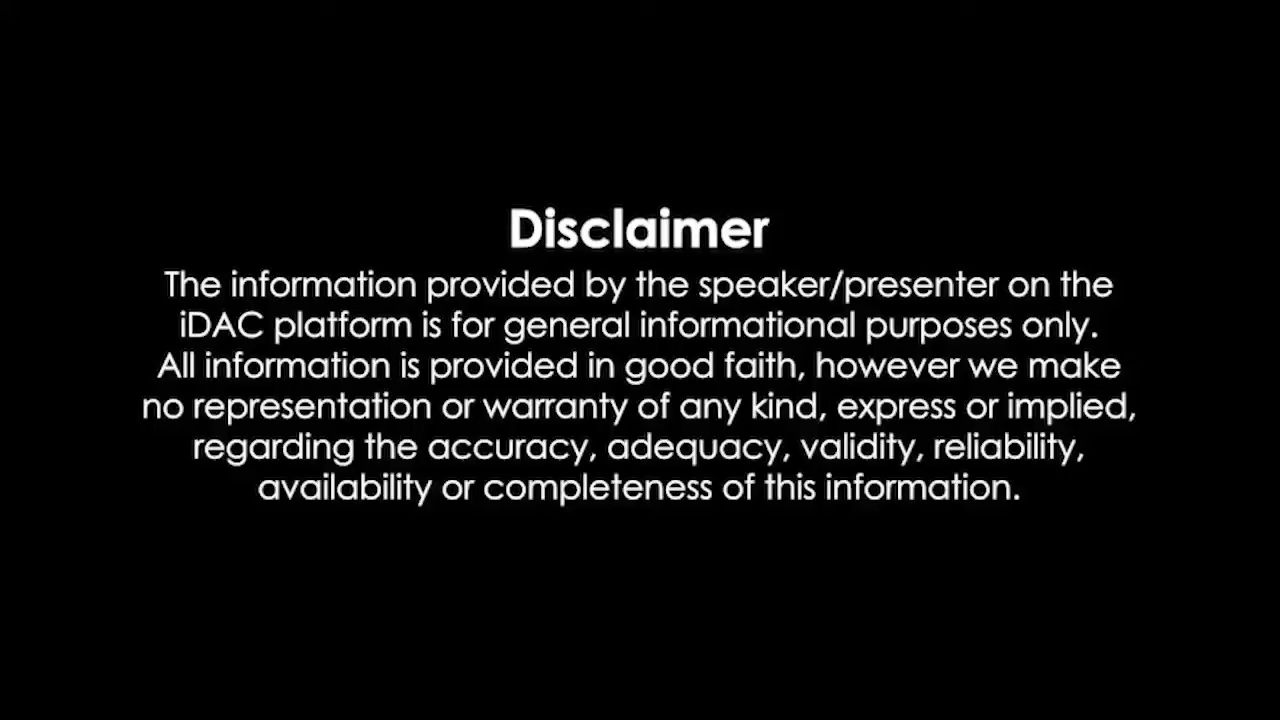 Disclaimer
The information provided by the speaker/presenter on the
iDAC platform is for general informational purposes only.
All information is provided in good faith, however we make
no representation or warranty of any kind, express or implied,
regarding the accuracy, adequacy, validity, reliability,
availability or completeness of this information.